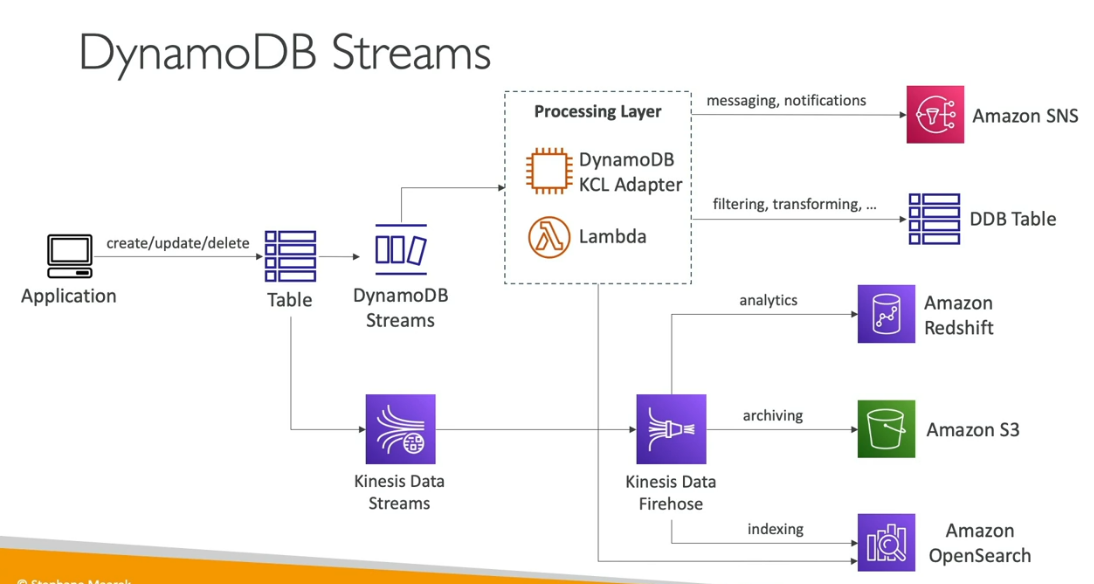 DynamoDB Streams
Processing Layer
messaging, notifications
Amazon SNS
DynamoDB
KCL Adapter
filtering, transforming, ...
DDB Table
Lambda
create/update/delete
Application
Table
DynamoDB
Streams
analytics
Amazon
Redshift
archiving
Amazon S3
Kinesis Data
Streams
Kinesis Data
Firehose
indexing
Amazon
OpenSearch
© Stephane Maarek